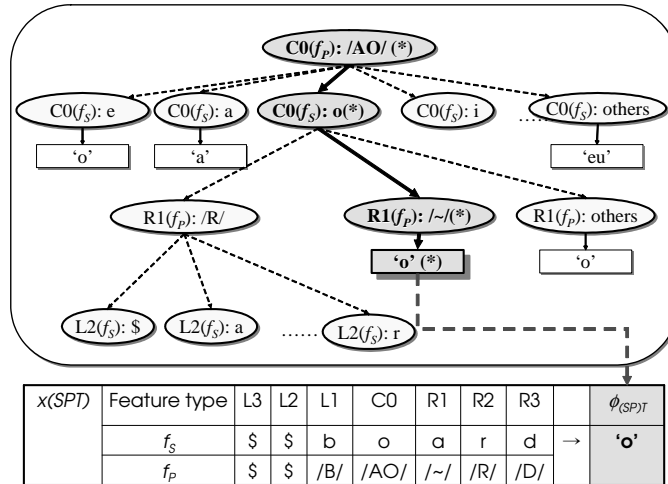 C0(fP): /AO/ (*)
C0(fS): e C0(fS): a C0(fS): o(*) C0(fS): i ...... C0(fS): others
‘o’ ‘a’ ‘eu’
R1(fP): /R/ R1(fP): /~/(*) R1(fP): others
‘o’ (*) ‘o’
L2(fS): $ L2(fS): a ...... L2(fS): r
x(SPT) Feature type L3 L2 L1 C0 R1 R2 R3 ϕ(SP)T
fS $ $ b o a r d → ‘o’
fP $ $ /B/ /AO/ /~/ /R/ /D/